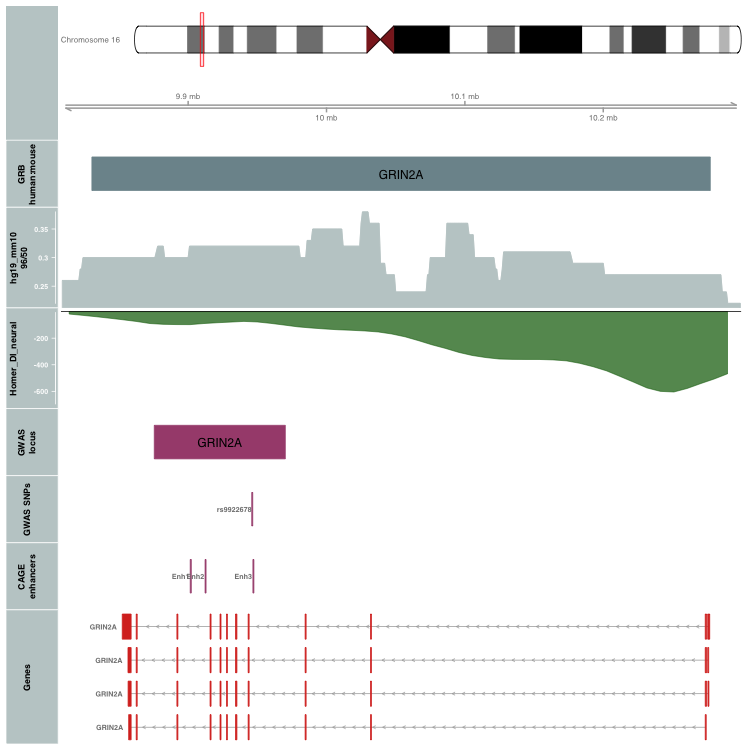 Chromosome 16
9.9 mb
10.1 mb
10 mb
10.2 mb
GRB
human:mouse
GRIN2A
hg19_mm10
96/50
0.35
0.3
0.25
Homer_DI_neural
-200
-400
-600
GWAS
locus
GRIN2A
GWAS SNPs
rs9922678
CAGE
enhancers
Enh1
Enh2
Enh3
Genes
GRIN2A
GRIN2A
GRIN2A
GRIN2A